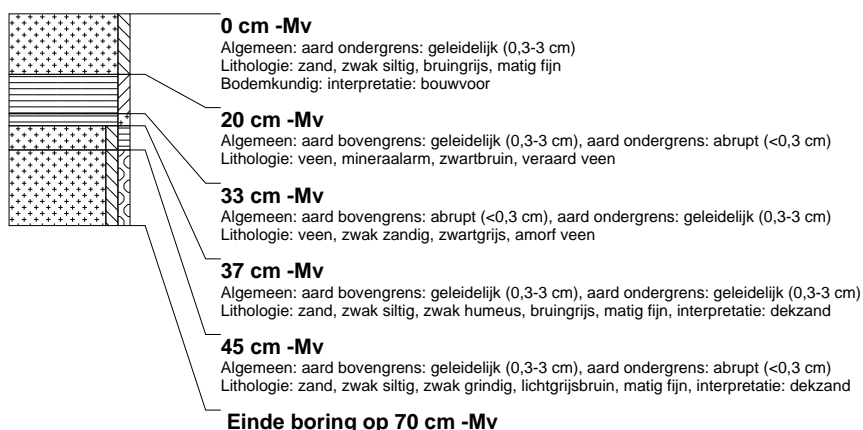 0 cm -Mv
Algemeen: aard ondergrens: geleidelijk (0,3-3 cm)
Lithologie: zand, zwak siltig, bruingrijs, matig fijn
Bodemkundig: interpretatie: bouwvoor
20 cm -Mv
Algemeen: aard bovengrens: geleidelijk (0,3-3 cm), aard ondergrens: abrupt (<0,3 cm)
Lithologie: veen, mineraalarm, zwartbruin, veraard veen
33 cm -Mv
Algemeen: aard bovengrens: abrupt (<0,3 cm), aard ondergrens: geleidelijk (0,3-3 cm)
Lithologie: veen, zwak zandig, zwartgrijs, amorf veen
37 cm -Mv
Algemeen: aard bovengrens: geleidelijk (0,3-3 cm), aard ondergrens: geleidelijk (0,3-3 cm)
Lithologie: zand, zwak siltig, zwak humeus, bruingrijs, matig fijn, interpretatie: dekzand
45 cm -Mv
Algemeen: aard bovengrens: geleidelijk (0,3-3 cm), aard ondergrens: abrupt (<0,3 cm)
Lithologie: zand, zwak siltig, zwak grindig, lichtgrijsbruin, matig fijn, interpretatie: dekzand
Einde boring op 70 cm -Mv